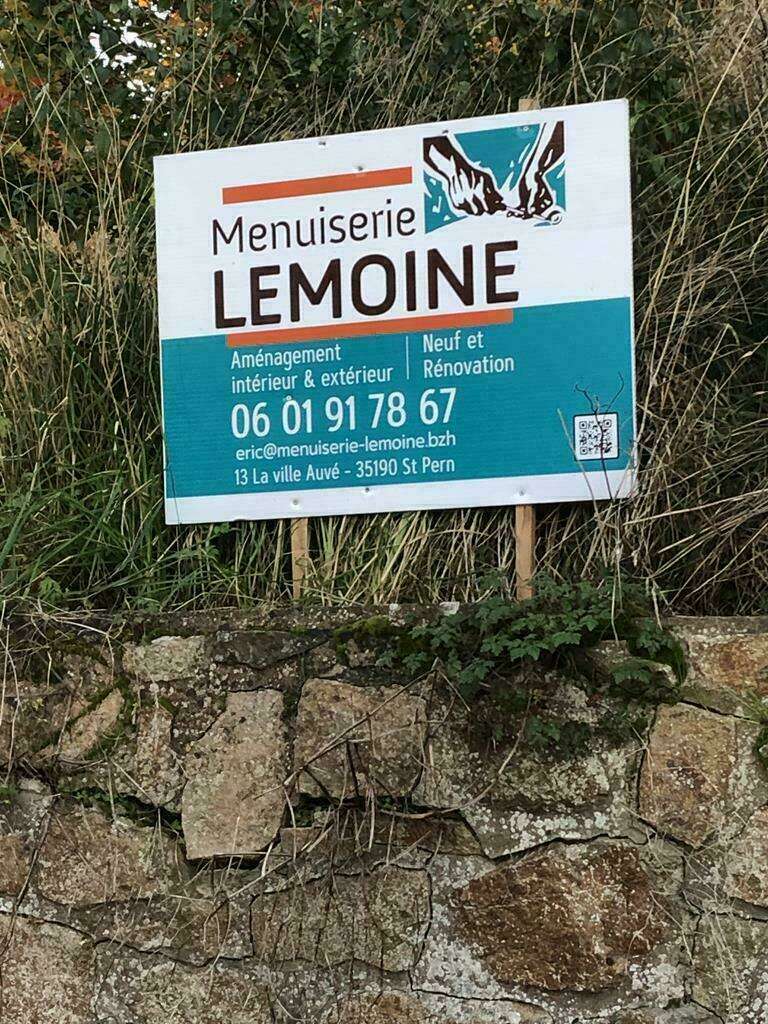 Menuiserie
LEMOINE
Aménagement
intérieur & extérieur
Neuf et
Rénovation
06 01 91 78 67
eric@menuiserie-lemoine.bzh
13 La ville Auvé - 35190 St Pern